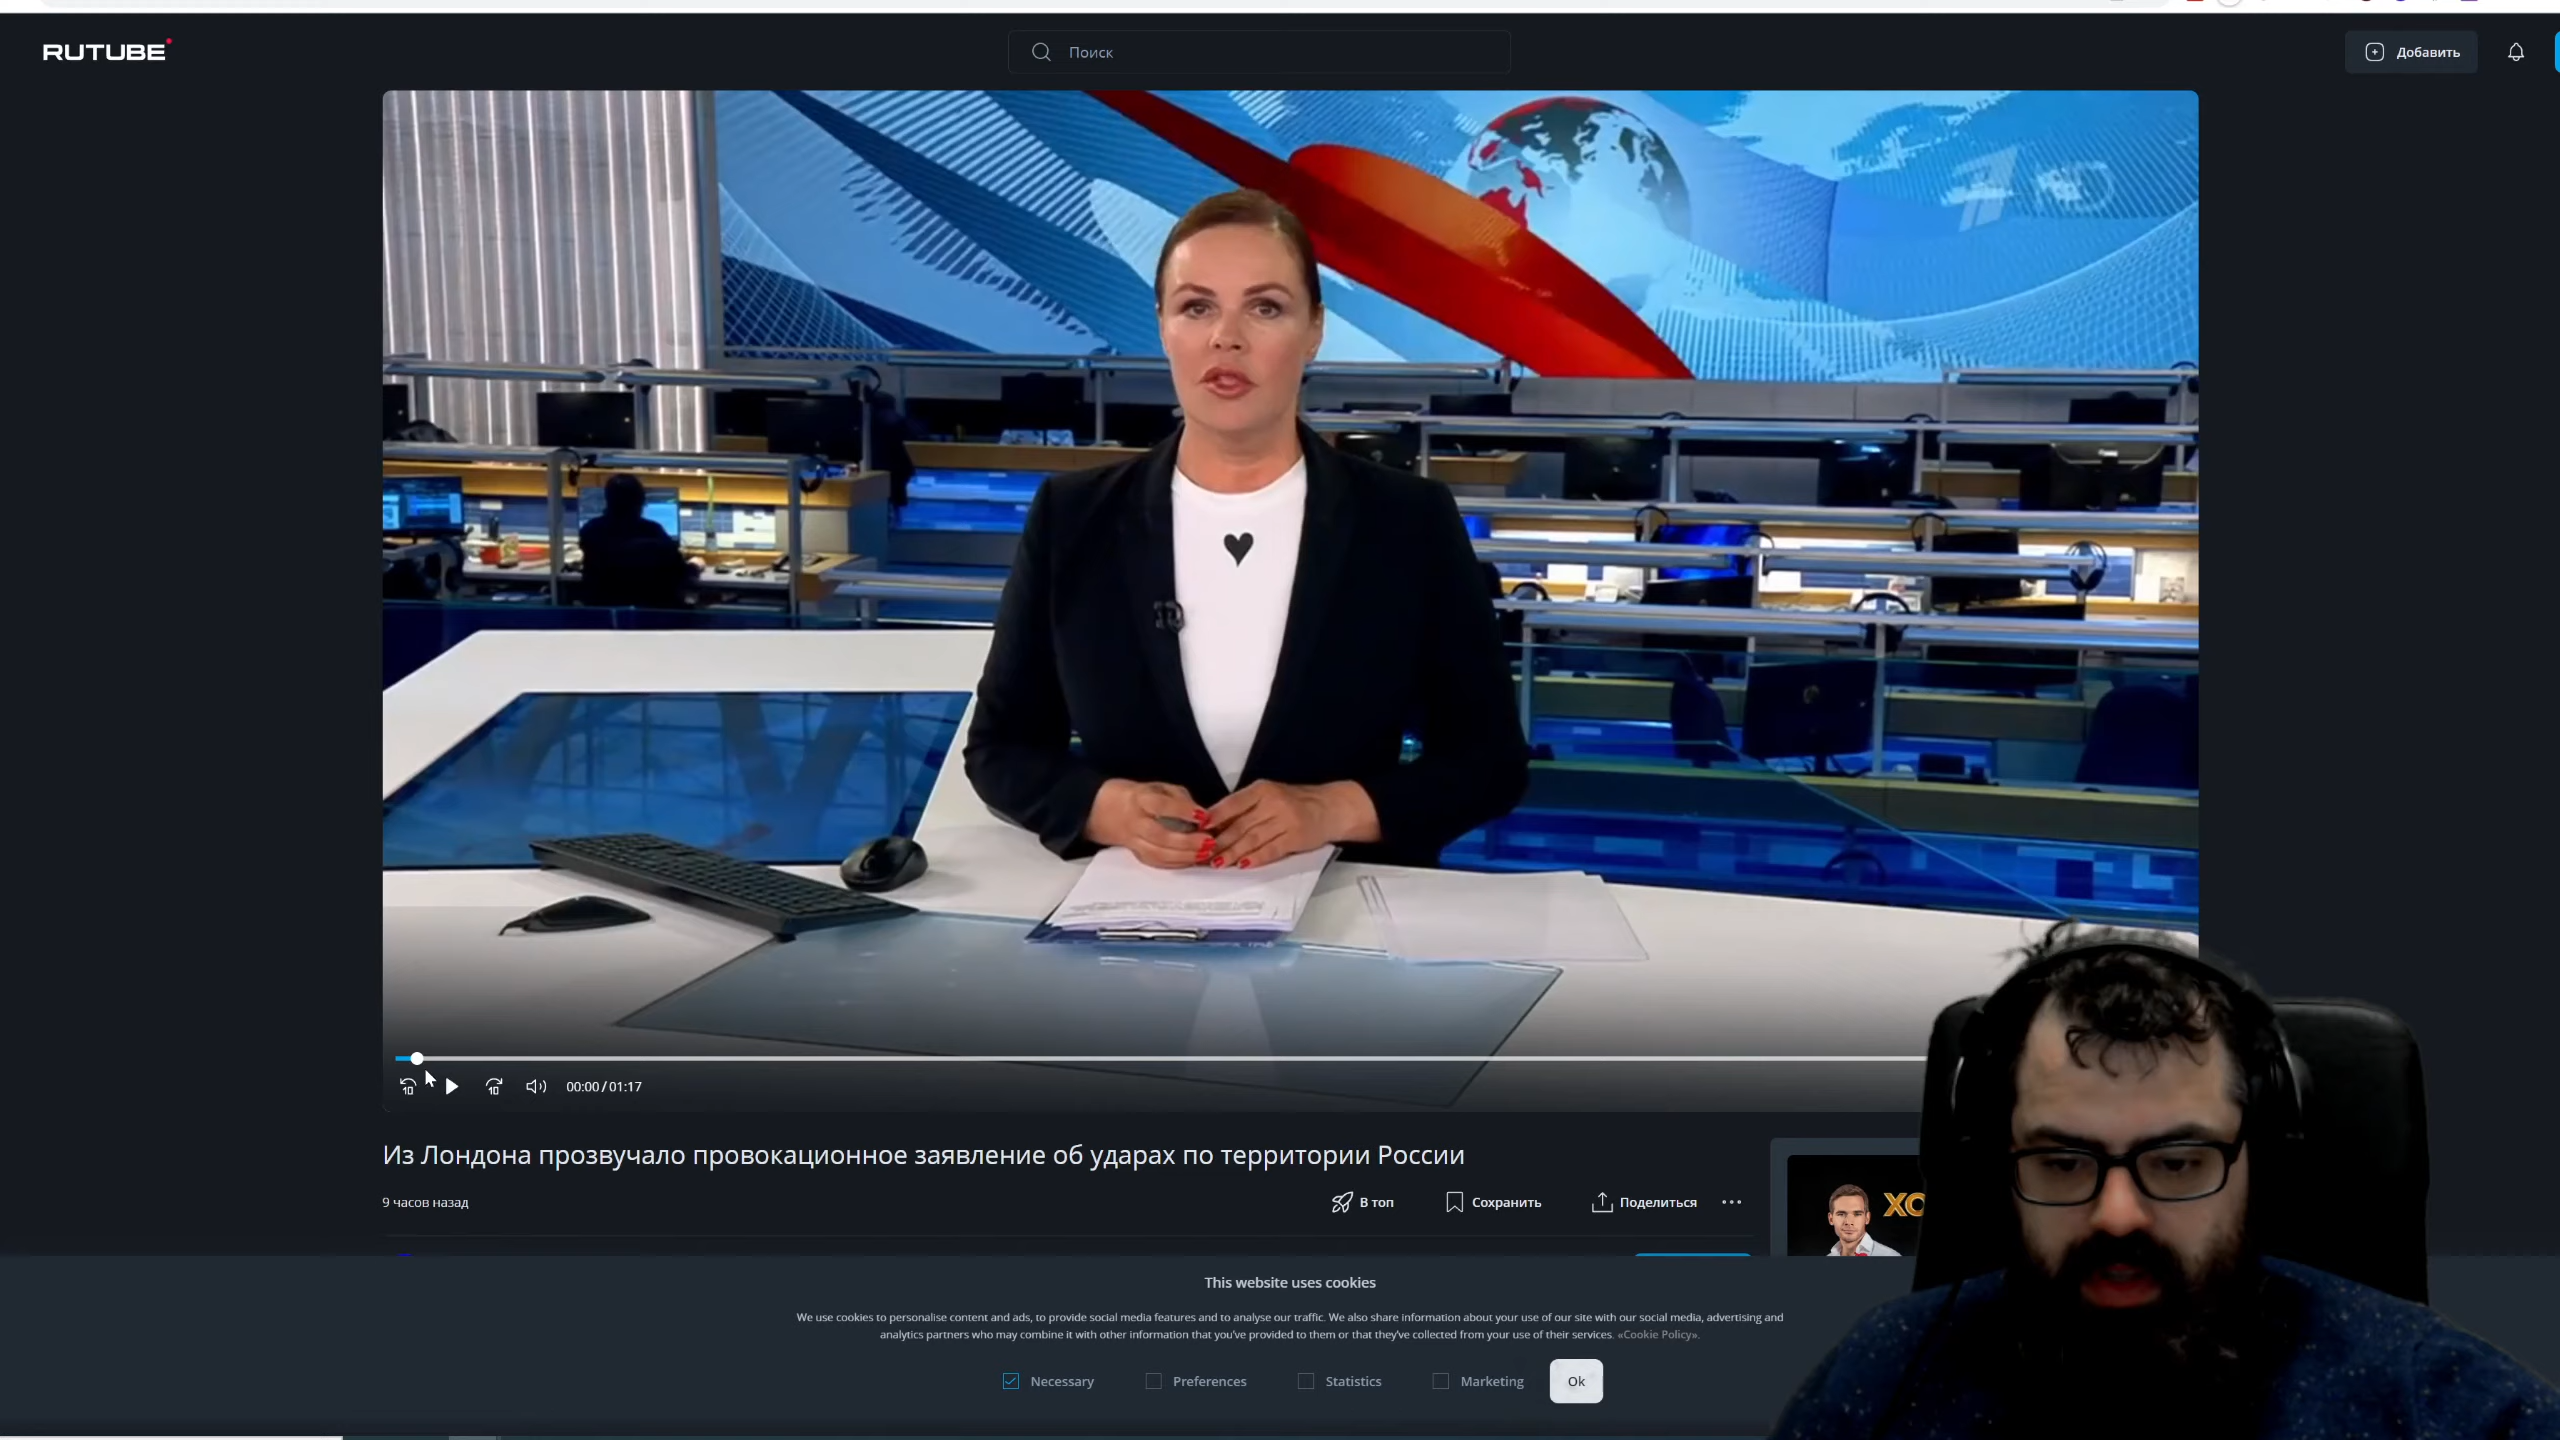 RUTUBE
Поиск
Добавить
10
10
00:00 / 01:17
Из Лондона прозвучало провокационное заявление об ударах по территории России
9 часов назад
В топ
Сохранить
Поделиться
This website uses cookies
We use cookies to personalise content and ads, to provide social media features and to analyse our traffic. We also share information about your use of our site with our social media, advertising and
analytics partners who may combine it with other information that you've provided to them or that they've collected from your use of their services. «Cookie Policy».
Necessary
Preferences
Statistics
Marketing
Ok